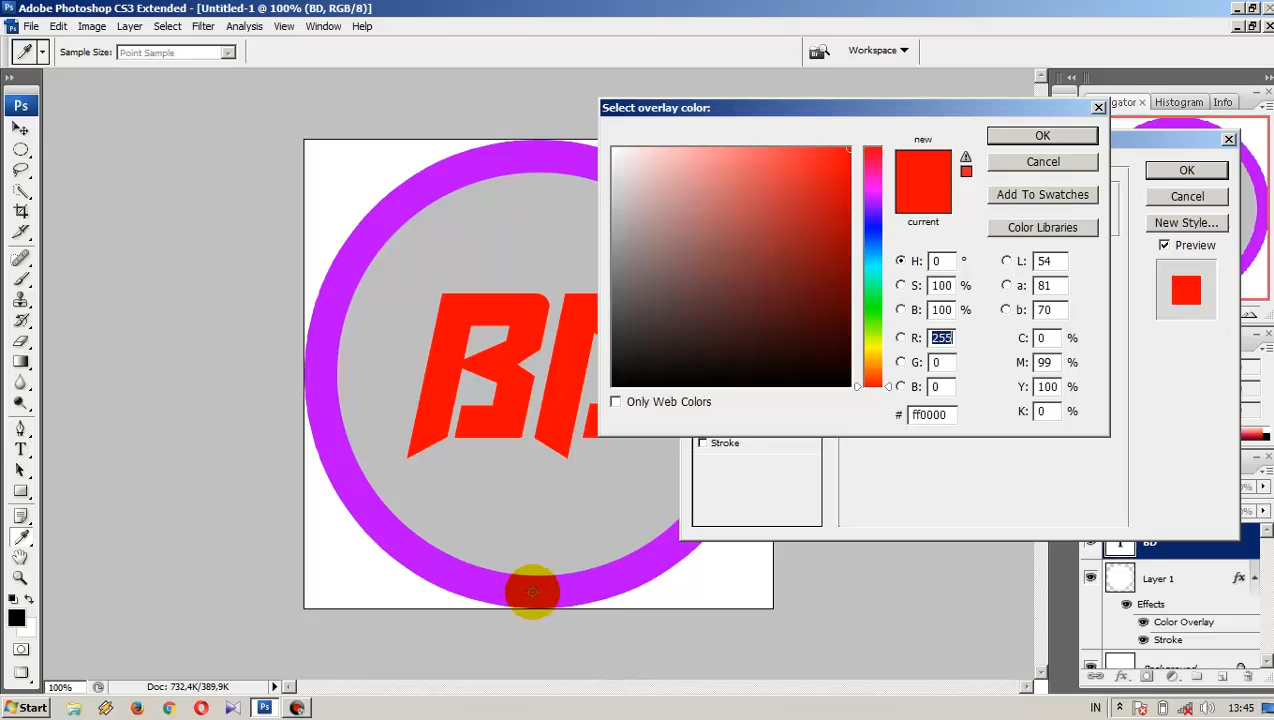 Adobe Photoshop CS3 Extended - [Untitled-1 @ 100% (BD, RGB/8)]
File Edit Image Layer Select Filter Analysis View Window Help
Sample Size: Point Sample Workspace
Ps
Select overlay color:
Histogram Info
new
current
OK
Cancel
Add To Swatches
Color Libraries
H: 0 °
S: 100 %
B: 100 %
R: 255
G: 0
B: 0
# ff0000
L: 54
a: 81
b: 70
C: 0 %
M: 99 %
Y: 100 %
K: 0 %
Only Web Colors
OK
Cancel
New Style...
Preview
Stroke
BD
Layer 1 fx
Effects
Color Overlay
Stroke
Background
100% Doc: 732,4K/389,9K
Start IN 13:45